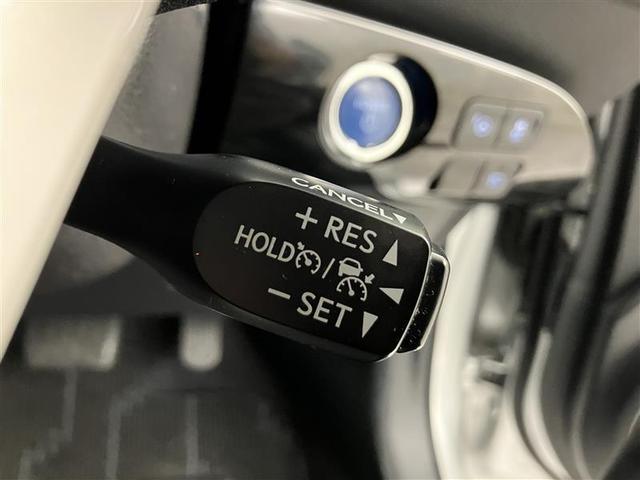 CANCEL▼
+ RES ▲
HOLD / ◀
− SET ▼